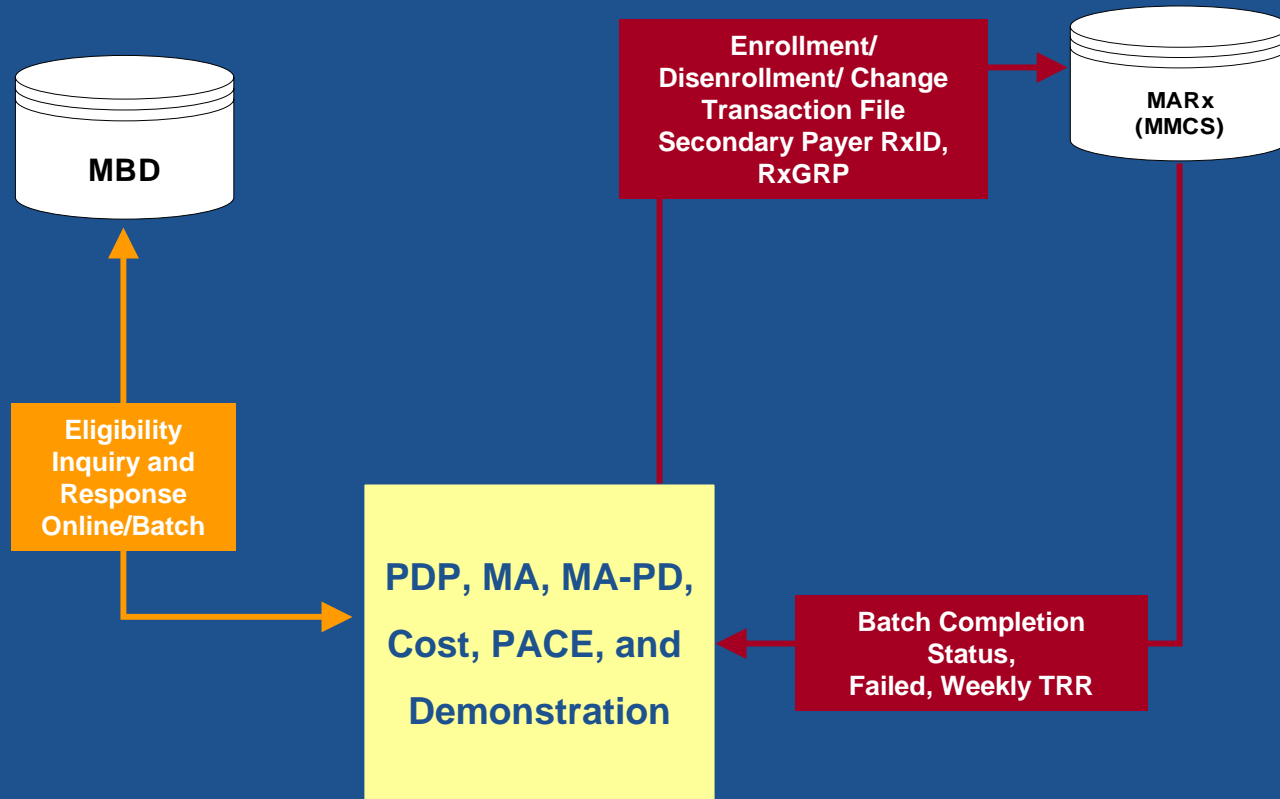 MBD
Enrollment/
Disenrollment/ Change
Transaction File
Secondary Payer RxID,
RxGRP
MARx
(MMCS)
Eligibility
Inquiry and
Response
Online/Batch
PDP, MA, MA-PD,
Cost, PACE, and
Demonstration
Batch Completion
Status,
Failed, Weekly TRR